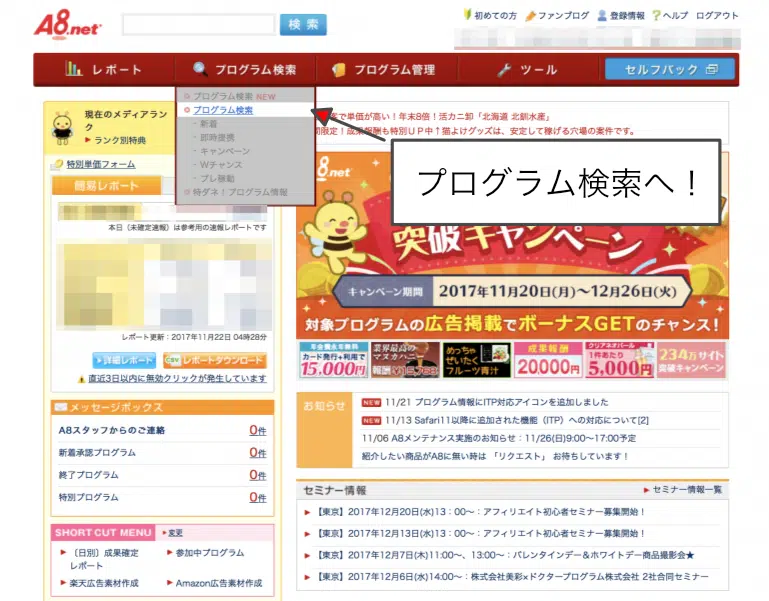 A8.net
検 索
初めての方 ファンブログ 登録情報 ヘルプ ログアウト
レポート プログラム検索 プログラム管理 ツール セルフバック
プログラム検索 NEW
プログラム検索
- 新着
- 即時提携
- キャンペーン
- Wチャンス
- プレ稼動
特ダネ！プログラム情報
現在のメディアラン
ク
ランク別特典
特別単価フォーム
簡易レポート
本日（未確定速報）は参考用の速報レポートです
レポート更新：2017年11月22日 04時28分
詳細レポート CSV レポートダウンロード
直近3日以内に無効クリックが発生しています
メッセージボックス
A8スタッフからのご連絡 0件
新着承認プログラム 0件
終了プログラム 0件
特別プログラム 0件
SHORT CUT MENU 変更
〔日別〕成果確定
レポート
参加中プログラム
楽天広告素材作成 Amazon広告素材作成
で単価が高い！年末8倍！活カニ卸「北海道 北釧水産」
間限定！成果報酬も特別UP中↑猫よけグッズは、安定して稼げる穴場の案件です。
プログラム検索へ！
8.net
突破キャンペーン
キャンペーン期間 2017年11月20日(月)〜12月26日(火)
対象プログラムの広告掲載でボーナスGETのチャンス！
年会費永年無料
カード発行+利用で
15,000円
業界最高の
マヌカハニー
報酬
めっちゃ
ぜいたく
フルーツ青汁
成果報酬
20,000円
クリアネオパール
1件あたり
5,000円
234万サイト
突破キャンペーン
お知らせ
NEW 11/21 プログラム情報にITP対応アイコンを追加しました
NEW 11/13 Safari11以降に追加された機能（ITP）への対応について[2]
11/06 A8メンテナンス実施のお知らせ：11/26(日)9:00〜17:00予定
紹介したい商品がA8に無い時は 「リクエスト」 お待ちしています！
セミナー情報 セミナー情報一覧
【東京】2017年12月20日(水)13：00〜：アフィリエイト初心者セミナー募集開始！
【東京】2017年12月13日(水)13：00〜：アフィリエイト初心者セミナー募集開始！
【東京】2017年12月7日(木)11:00〜、13:00〜：バレンタインデー&ホワイトデー商品撮影会★
【東京】2017年12月6日(水)14:00〜：株式会社美彩×ドクタープログラム株式会社 2社合同セミナー